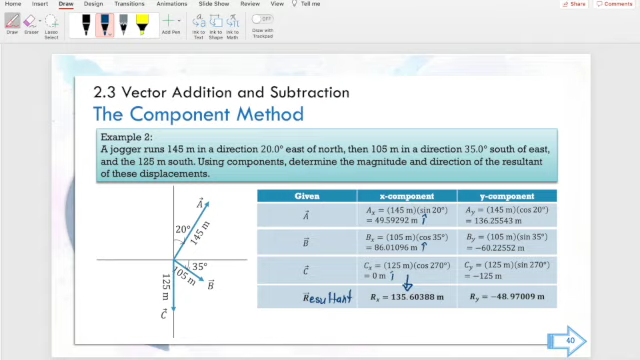 Home Insert Draw Design Transitions Animations Slide Show Review View Tell me
Share Comments
Draw Eraser Lasso Select Add Pen Ink to Text Ink to Shape Ink to Math Draw with Trackpad
OFF
2.3 Vector Addition and Subtraction
The Component Method
Example 2:
A jogger runs 145 m in a direction 20.0° east of north, then 105 m in a direction 35.0° south of east,
and the 125 m south. Using components, determine the magnitude and direction of the resultant
of these displacements.
A
20°
145 m
35°
105 m
B
125 m
C
Given x-component y-component
A Ax = (145 m)(sin 20°) = 49.59292 m Ay = (145 m)(cos 20°) = 136.25543 m
B Bx = (105 m)(cos 35°) = 86.01096 m By = (105 m)(sin 35°) = −60.22552 m
C Cx = (125 m)(cos 270°) = 0 m Cy = (125 m)(sin 270°) = −125 m
Resultant Rx = 135.60388 m Ry = −48.97009 m
40